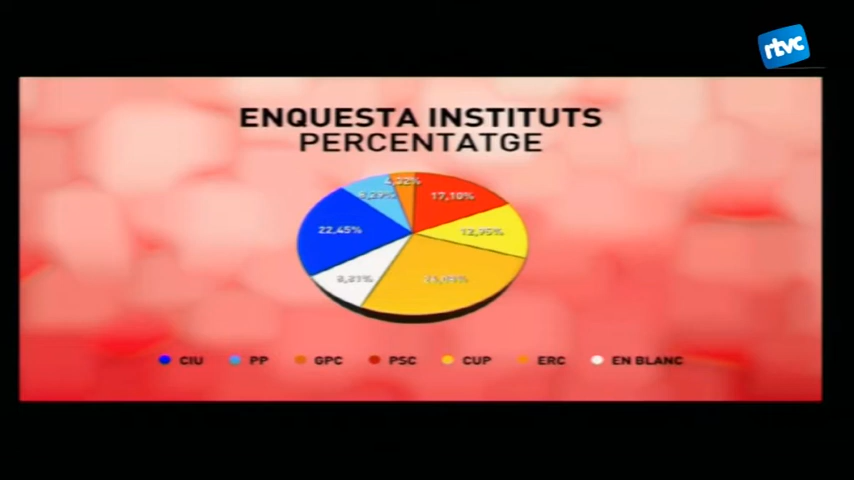 rtvc
ENQUESTA INSTITUTS
PERCENTATGE
17,10%
22,45%
12,95%
CIU PP GPC PSC CUP ERC EN BLANC